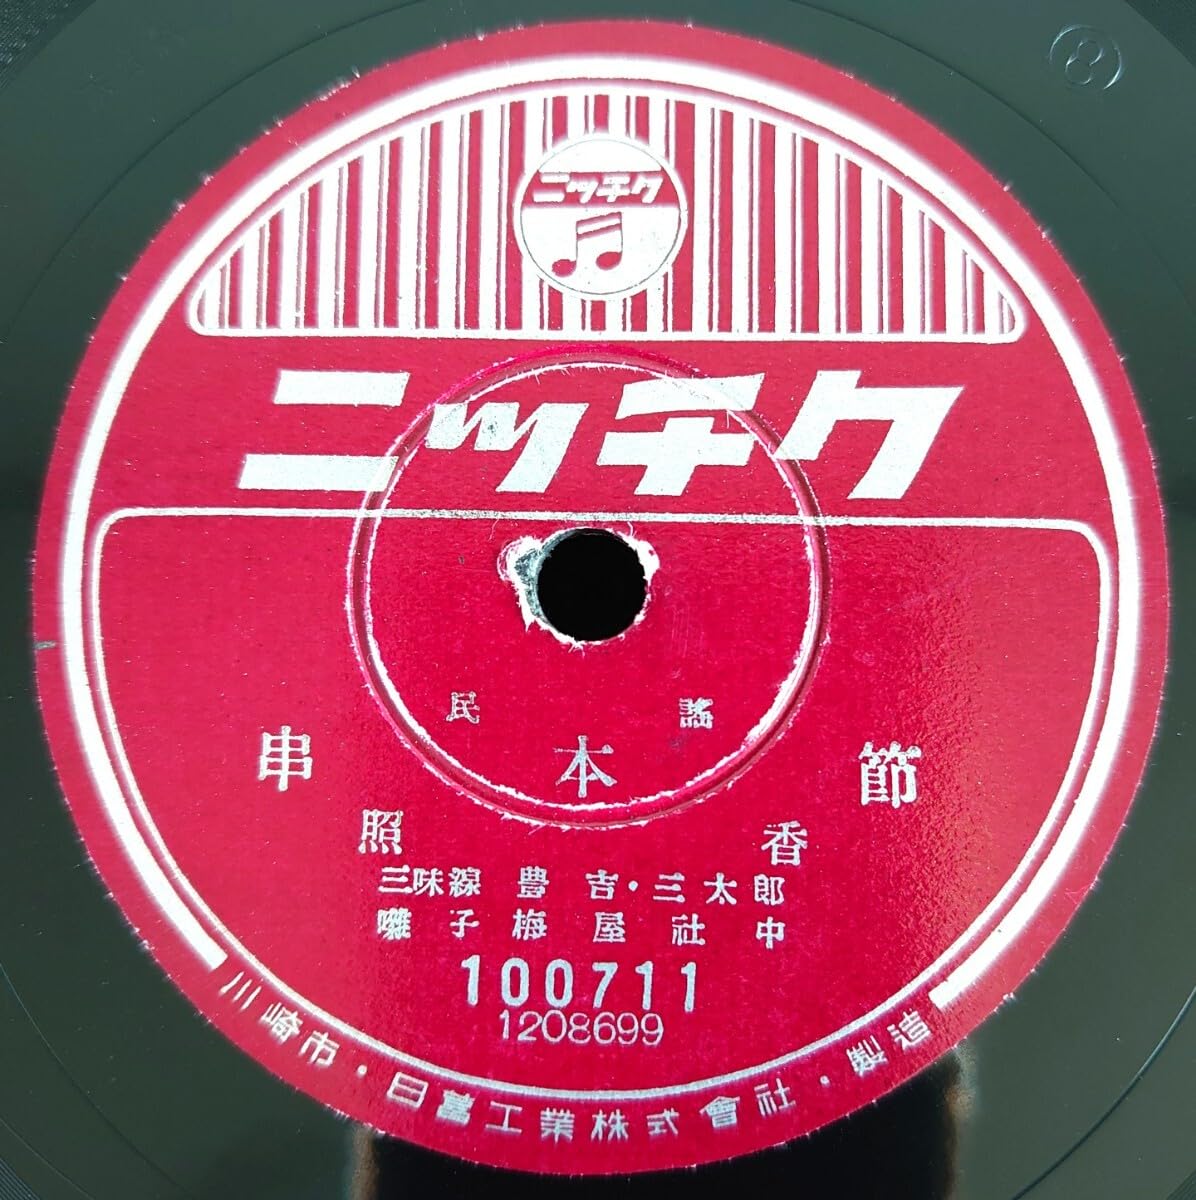 8
ニッチク
ニッチク
民謠
串本節
照香
三味線 豊吉・三太郎
囃子 梅屋社中
100711
1208699
川崎市・日蓄工業株式會社・製造